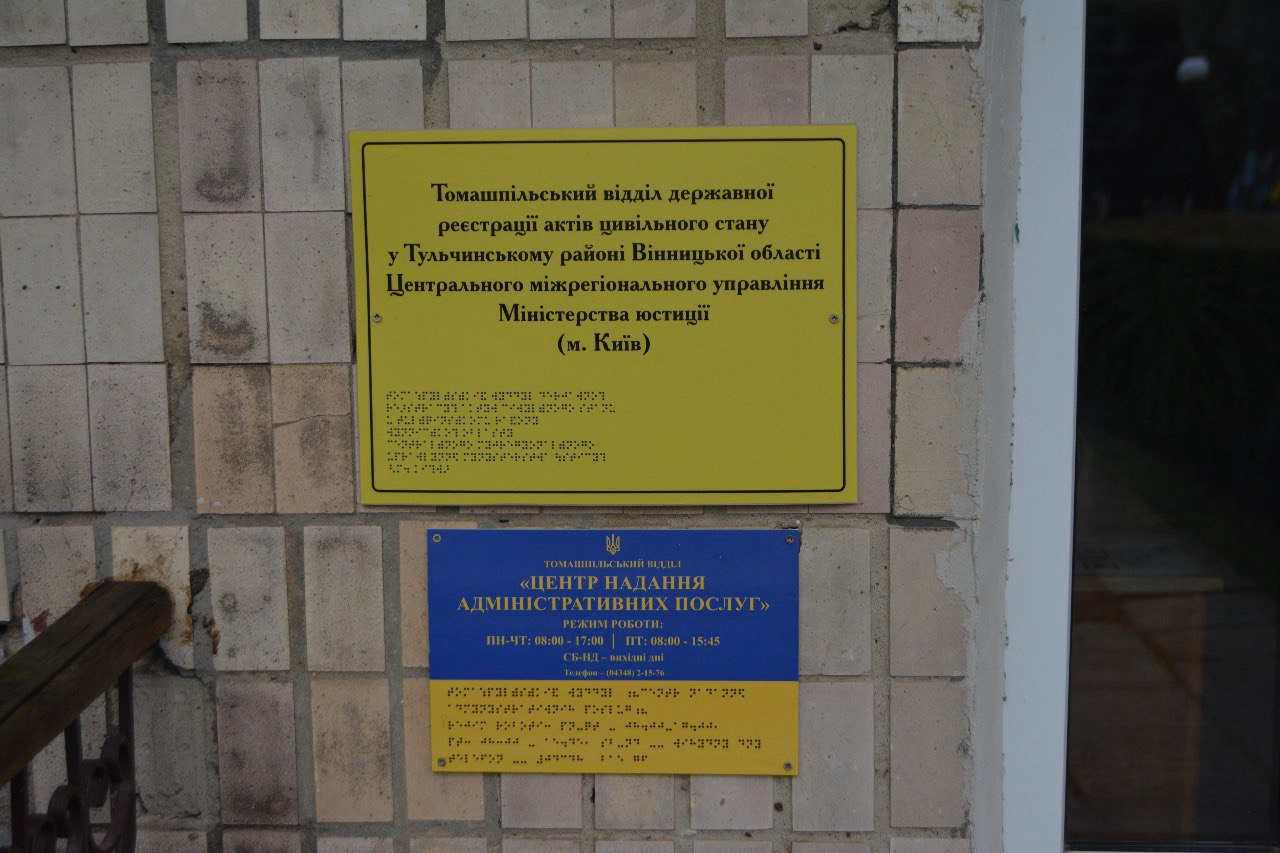 Томашпільський відділ державної
реєстрації актів цивільного стану
у Тульчинському районі Вінницької області
Центрального міжрегіонального управління
Міністерства юстиції
(м. Київ)
ТОМАШПІЛЬСЬКИЙ ВІДДІЛ
«ЦЕНТР НАДАННЯ
АДМІНІСТРАТИВНИХ ПОСЛУГ»
РЕЖИМ РОБОТИ:
ПН-ЧТ: 08:00 - 17:00 | ПТ: 08:00 - 15:45
СБ-НД – вихідні дні
Телефон – (04348) 2-15-76